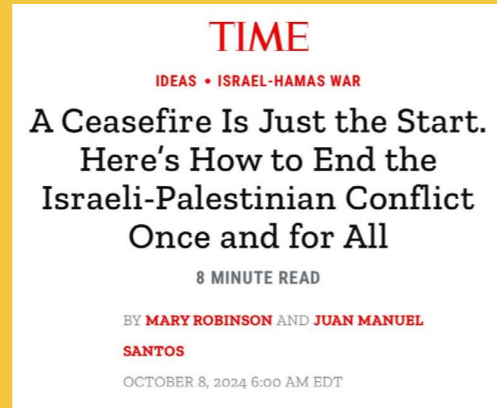 TIME
IDEAS • ISRAEL-HAMAS WAR
A Ceasefire Is Just the Start.
Here’s How to End the
Israeli-Palestinian Conflict
Once and for All
8 MINUTE READ
BY MARY ROBINSON AND JUAN MANUEL
SANTOS
OCTOBER 8, 2024 6:00 AM EDT